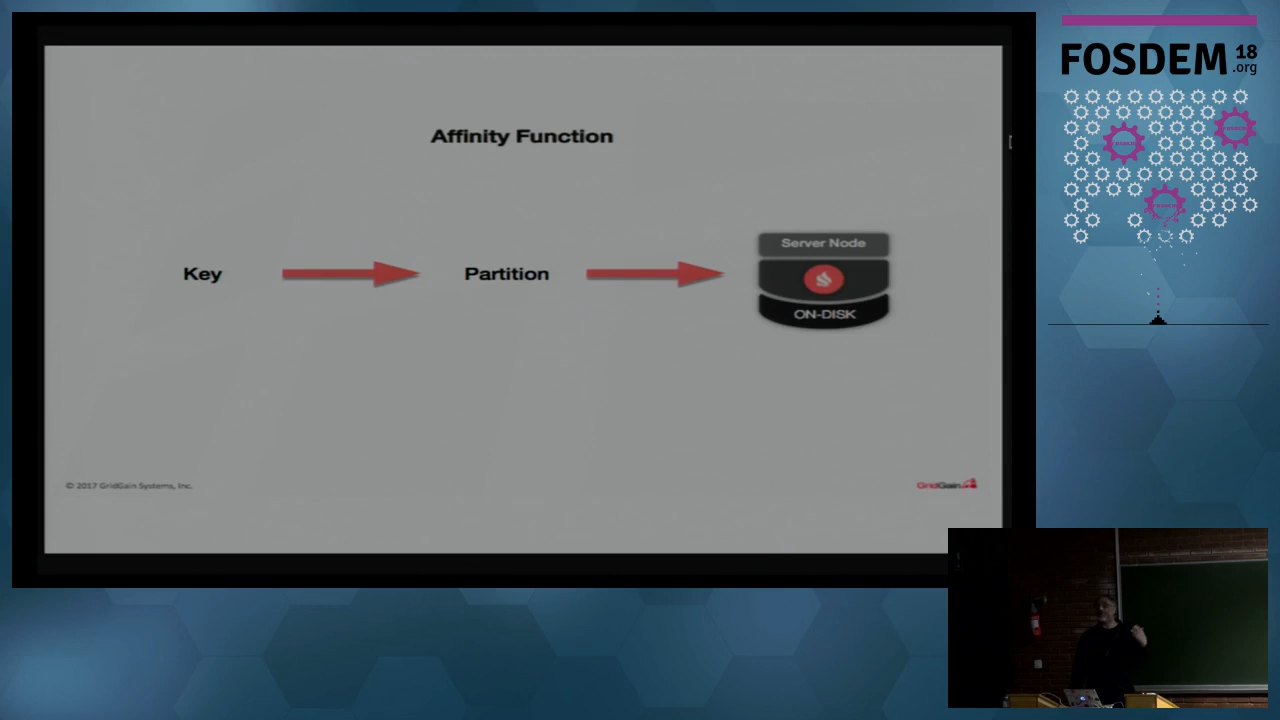 Affinity Function
Key
Partition
Server Node
ON-DISK
© 2017 GridGain Systems, Inc.
GridGain
FOSDEM 18
.org